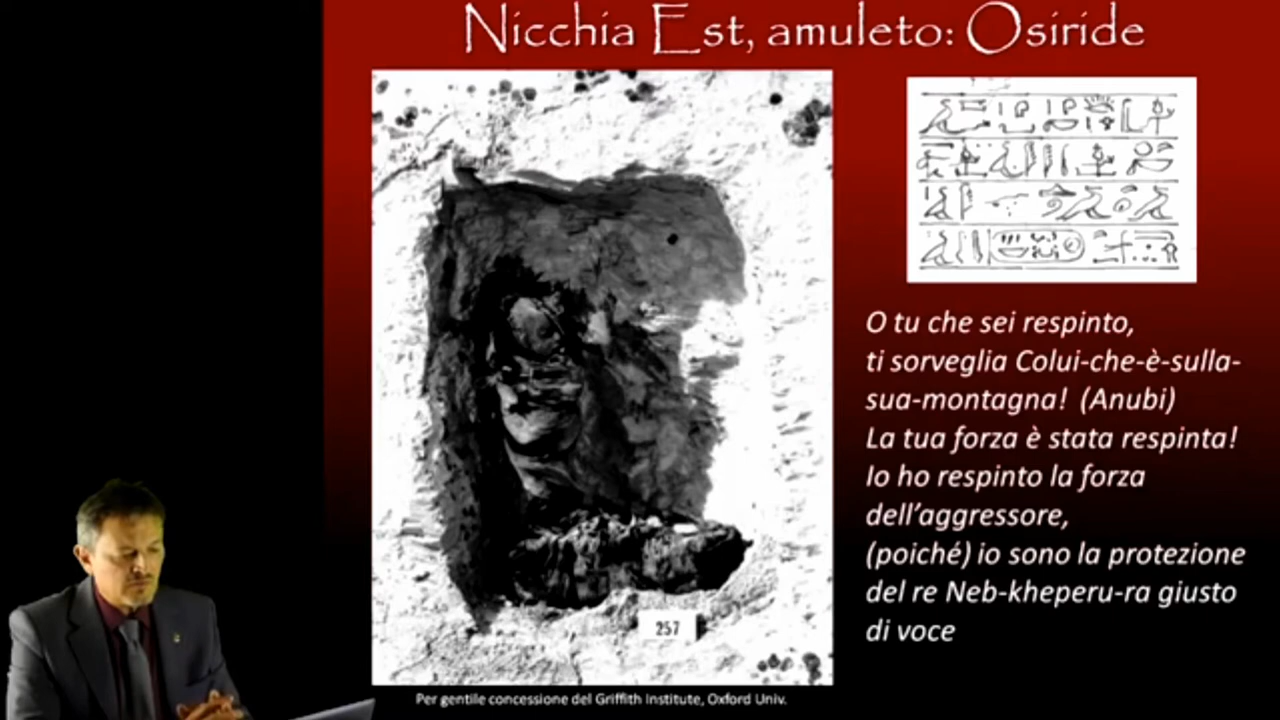 Nicchia Est, amuleto: Osiride
257
Per gentile concessione del Griffith Institute, Oxford Univ.
O tu che sei respinto,
ti sorveglia Colui-che-è-sulla-
sua-montagna! (Anubi)
La tua forza è stata respinta!
Io ho respinto la forza
dell’aggressore,
(poiché) io sono la protezione
del re Neb-kheperu-ra giusto
di voce